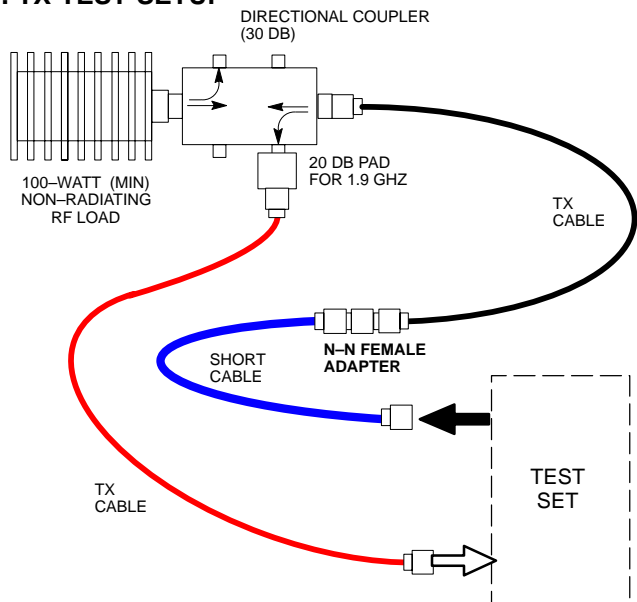 TX TEST SETUP
DIRECTIONAL COUPLER
(30 DB)
100–WATT (MIN)
NON–RADIATING
RF LOAD
20 DB PAD
FOR 1.9 GHZ
TX
CABLE
SHORT
CABLE
N–N FEMALE
ADAPTER
TX
CABLE
TEST
SET